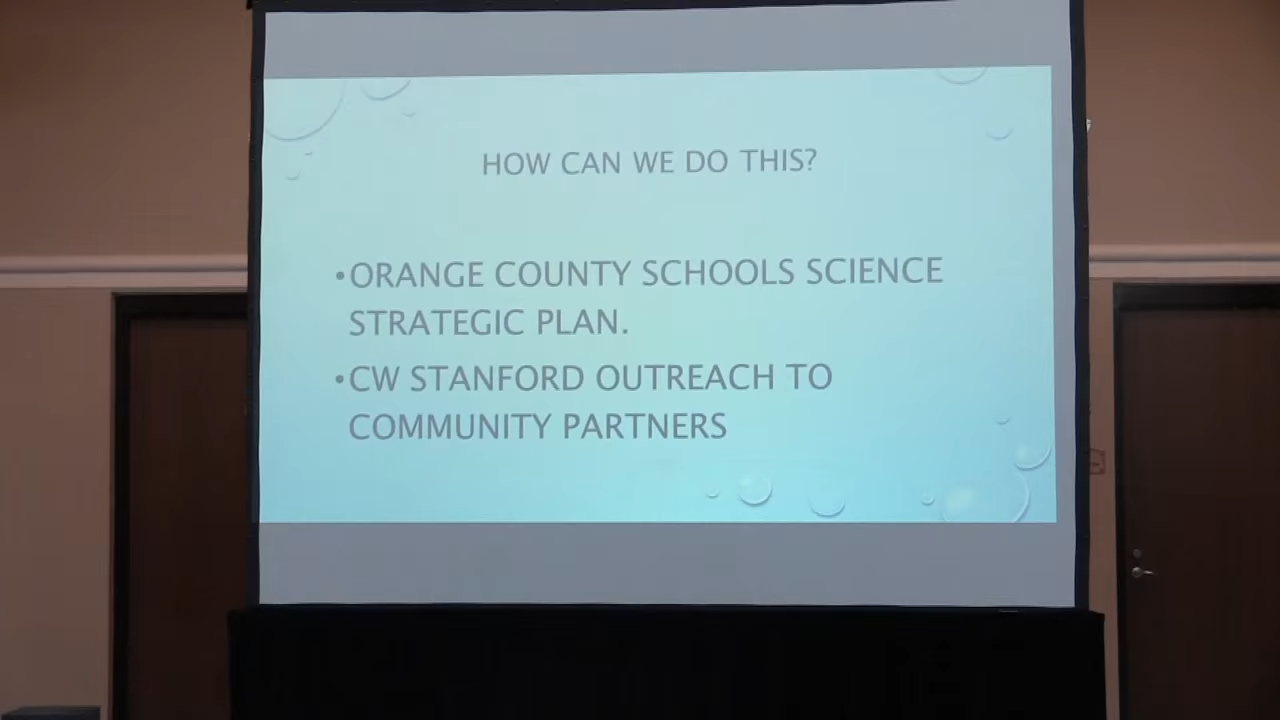 HOW CAN WE DO THIS?
•ORANGE COUNTY SCHOOLS SCIENCE
STRATEGIC PLAN.
•CW STANFORD OUTREACH TO
COMMUNITY PARTNERS